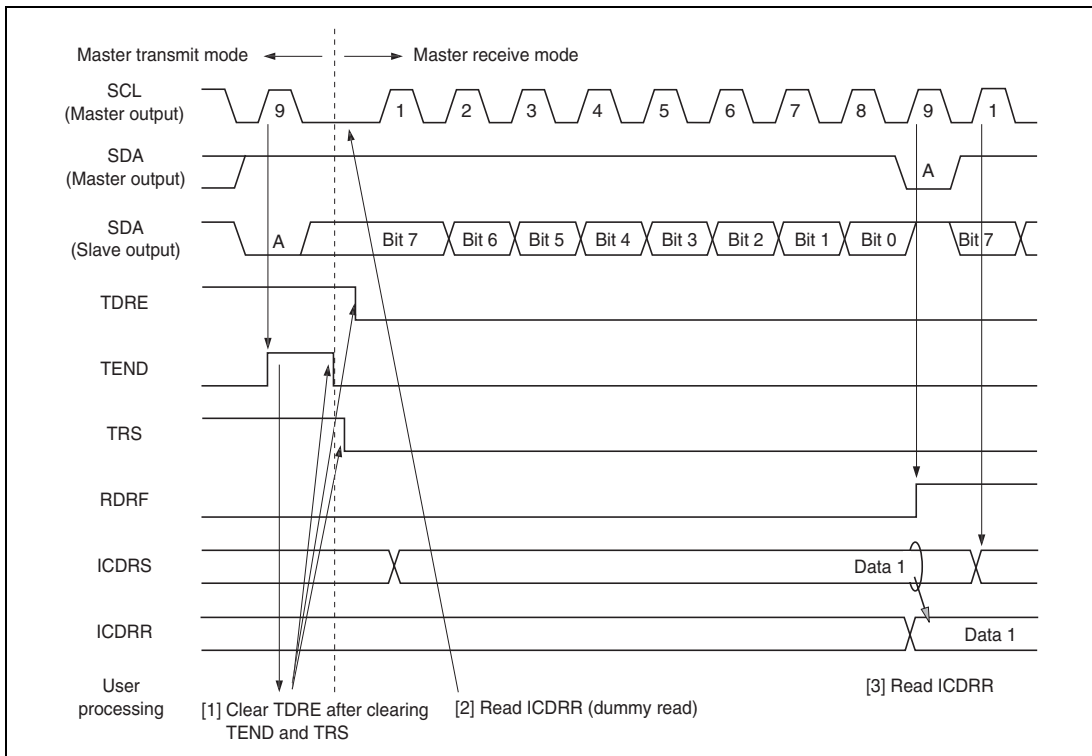 Master transmit mode
Master receive mode
SCL
(Master output)
9
1
2
3
4
5
6
7
8
9
1
SDA
(Master output)
A
SDA
(Slave output)
A
Bit 7
Bit 6
Bit 5
Bit 4
Bit 3
Bit 2
Bit 1
Bit 0
Bit 7
TDRE
TEND
TRS
RDRF
ICDRS
Data 1
ICDRR
Data 1
User
processing
[1] Clear TDRE after clearing
TEND and TRS
[2] Read ICDRR (dummy read)
[3] Read ICDRR